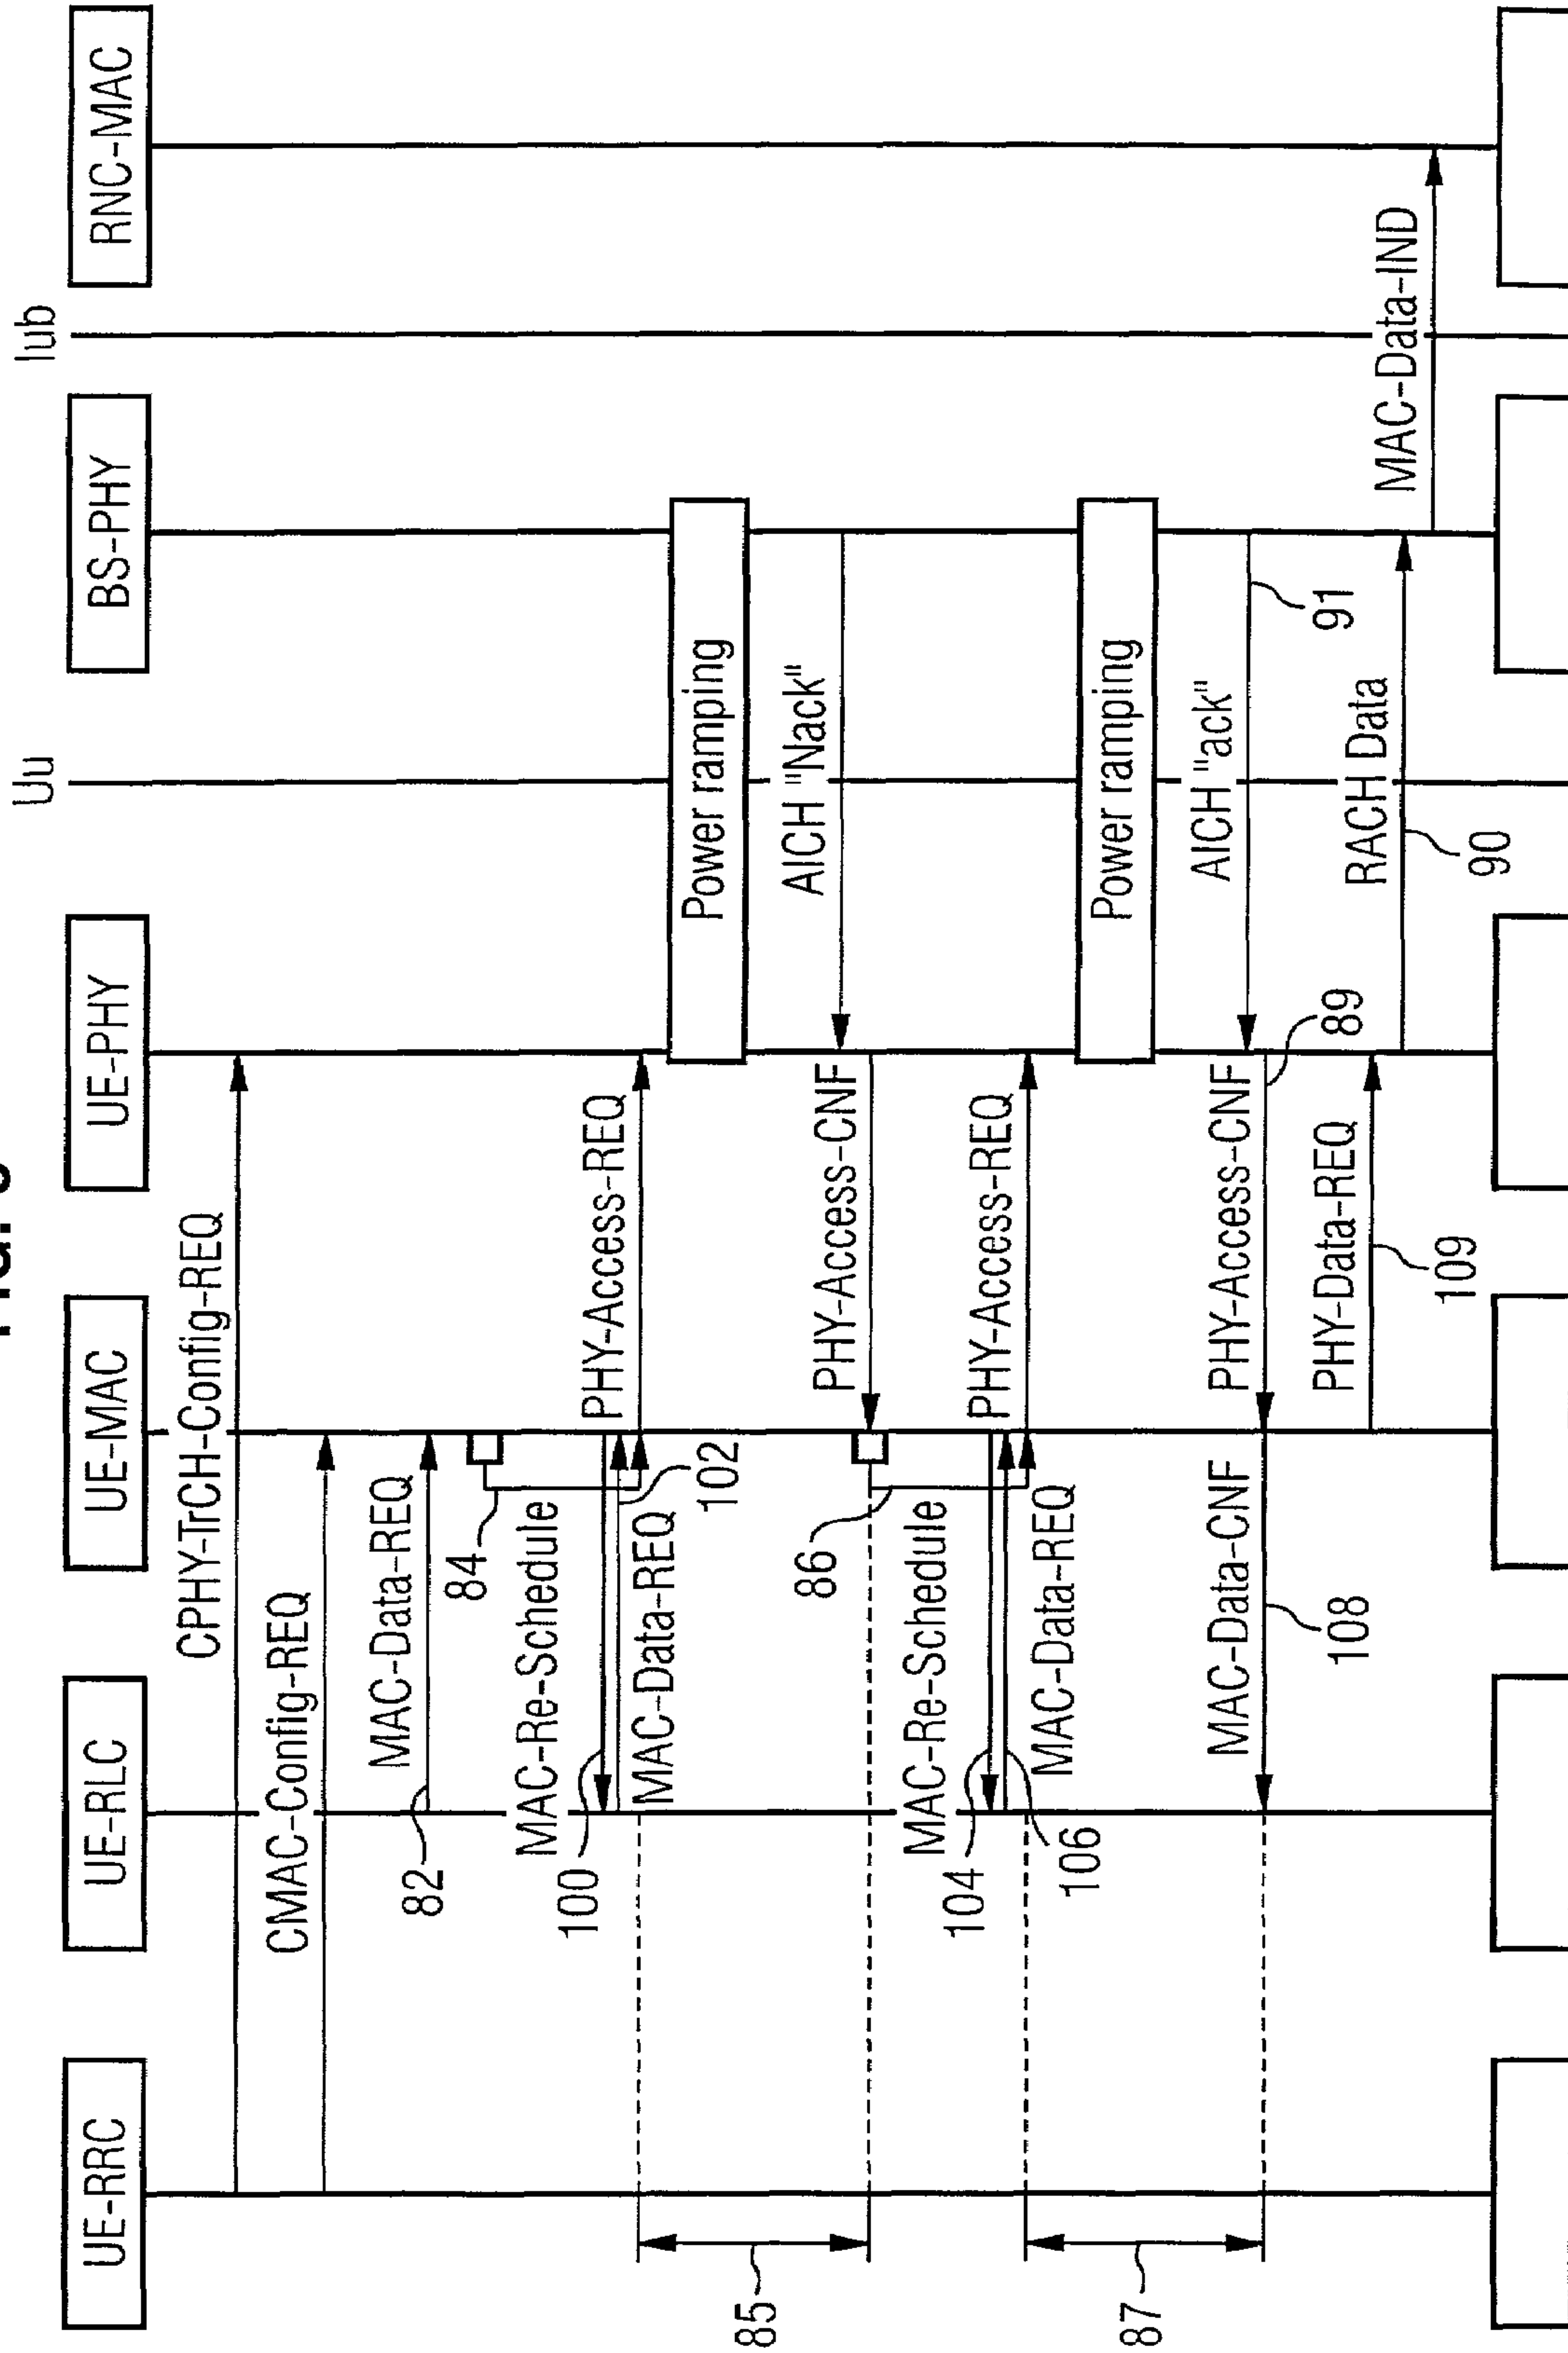 Uu
Iub
UE-RRC
UE-RLC
UE-MAC
UE-PHY
BS-PHY
RNC-MAC
CPHY-TrCH-Config-REQ
CMAC-Config-REQ
MAC-Data-REQ
82
84
MAC-Re-Schedule
PHY-Access-REQ
100
102
MAC-Data-REQ
Power ramping
85
AICH "Nack"
PHY-Access-CNF
86
MAC-Re-Schedule
PHY-Access-REQ
104
106
MAC-Data-REQ
Power ramping
87
AICH "ack"
91
MAC-Data-CNF
PHY-Access-CNF
89
108
PHY-Data-REQ
109
RACH Data
90
MAC-Data-IND